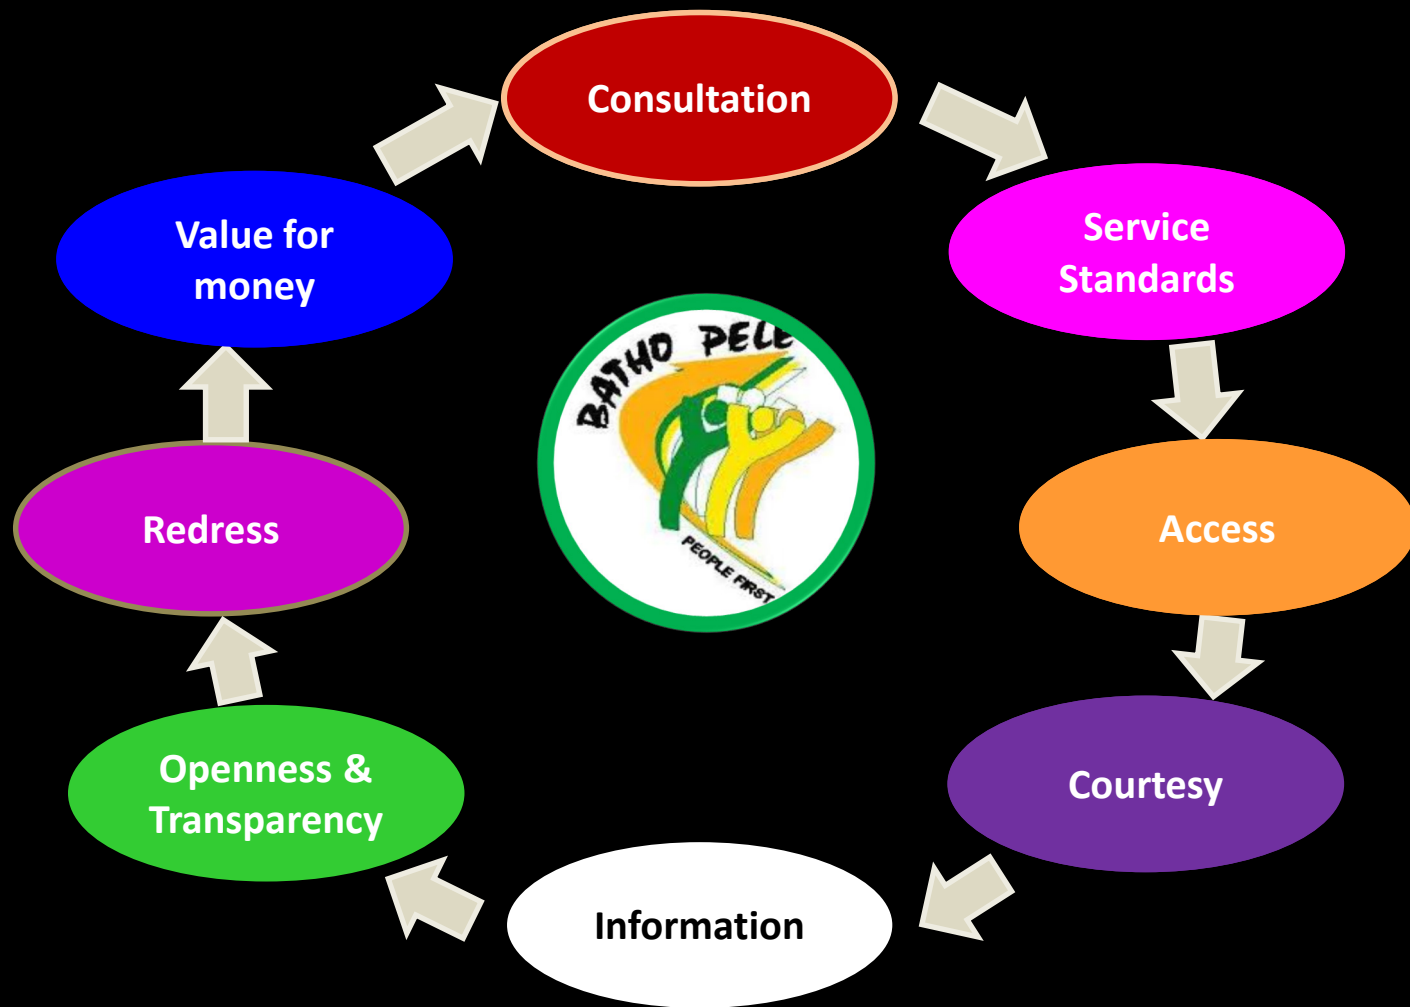 Consultation
Service
Standards
Access
Courtesy
Information
Openness &
Transparency
Redress
Value for
money
BATHO PELE
PEOPLE FIRST